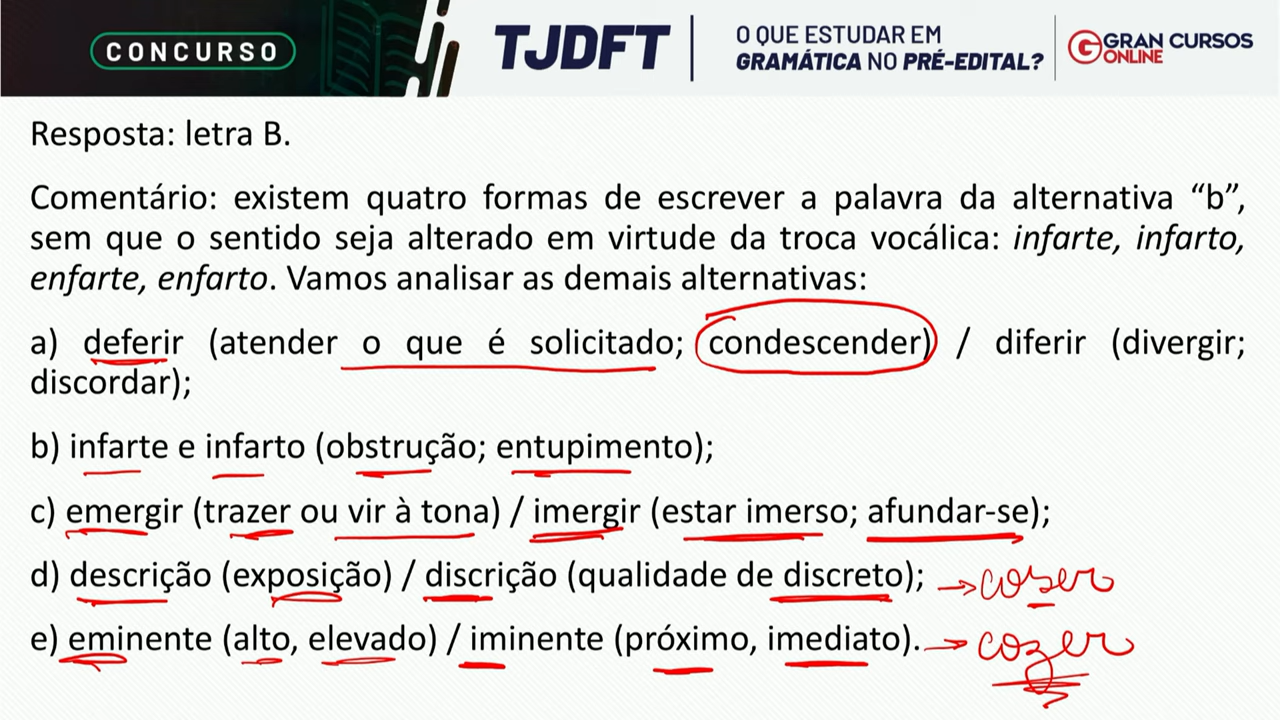 CONCURSO
TJDFT
O QUE ESTUDAR EM
GRAMÁTICA NO PRÉ-EDITAL?
GRAN CURSOS
ONLINE
Resposta: letra B.
Comentário: existem quatro formas de escrever a palavra da alternativa “b”,
sem que o sentido seja alterado em virtude da troca vocálica: infarte, infarto,
enfarte, enfarto. Vamos analisar as demais alternativas:
a) deferir (atender o que é solicitado; condescender) / diferir (divergir;
discordar);
b) infarte e infarto (obstrução; entupimento);
c) emergir (trazer ou vir à tona) / imergir (estar imerso; afundar-se);
d) descrição (exposição) / discrição (qualidade de discreto); → coser
e) eminente (alto, elevado) / iminente (próximo, imediato). → cozer